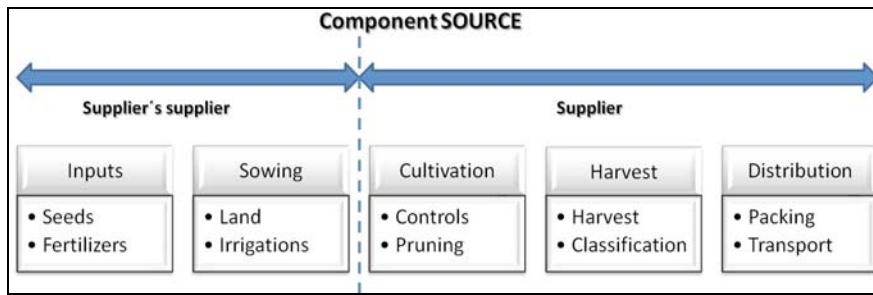 Component SOURCE
Supplier´s supplier
Supplier
Inputs
• Seeds
• Fertilizers
Sowing
• Land
• Irrigations
Cultivation
• Controls
• Pruning
Harvest
• Harvest
• Classification
Distribution
• Packing
• Transport